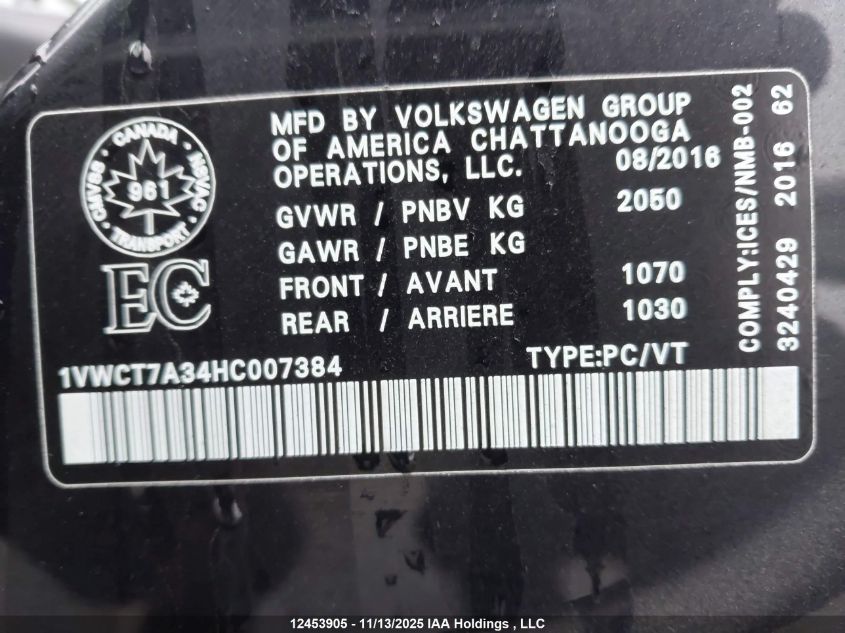 MFD BY VOLKSWAGEN GROUP
OF AMERICA CHATTANOOGA
OPERATIONS, LLC. 08/2016
GVWR / PNBV KG 2050
GAWR / PNBE KG
FRONT / AVANT 1070
REAR / ARRIERE 1030
1VWCT7A34HC007384 TYPE:PC/VT
COMPLY:ICES/NMB-002
3240429 2016 62
CANADA
CMVSS 961 NSVAC
TRANSPORT
EC
12453905 - 11/13/2025 IAA Holdings , LLC